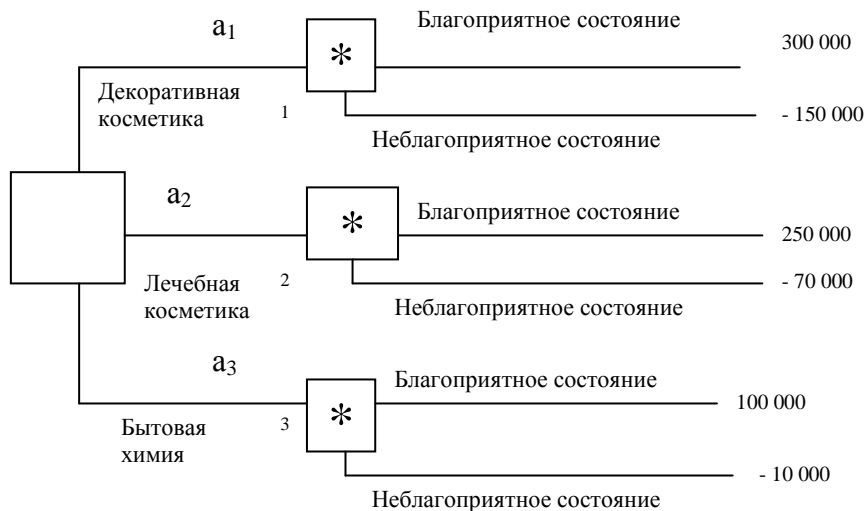 a1
Благоприятное состояние
300 000
*
Декоративная
косметика
1
- 150 000
Неблагоприятное состояние
a2
Благоприятное состояние
*
250 000
Лечебная
косметика
2
- 70 000
Неблагоприятное состояние
a3
Благоприятное состояние
*
100 000
Бытовая
химия
3
- 10 000
Неблагоприятное состояние